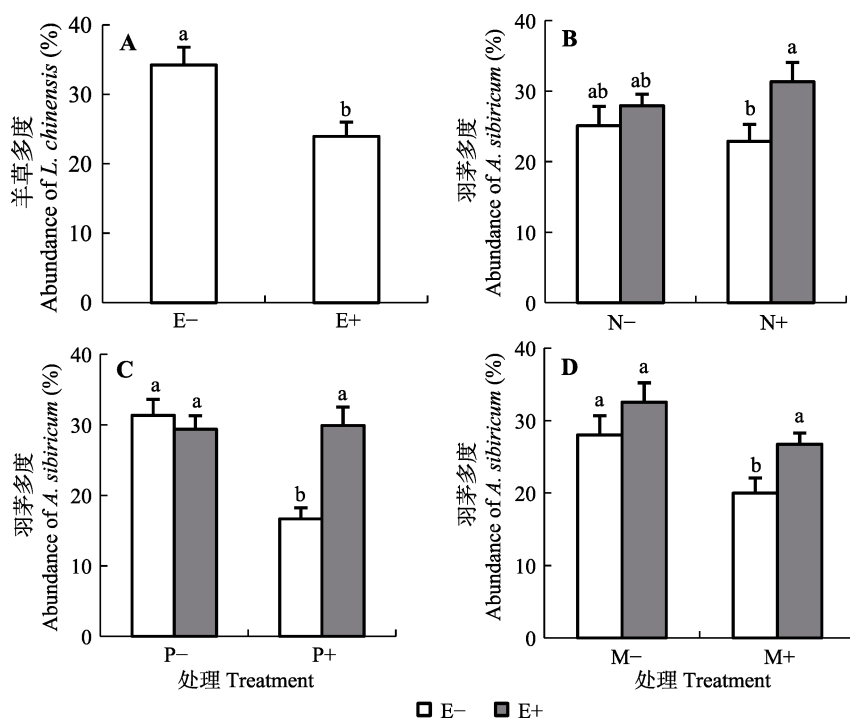 A
羊草多度
Abundance of L. chinensis (%)
40
30
20
10
0
a
b
E−
E+
B
羽茅多度
Abundance of A. sibiricum (%)
40
30
20
10
0
ab
ab
b
a
N−
N+
C
羽茅多度
Abundance of A. sibiricum (%)
40
30
20
10
0
a
a
b
a
P−
P+
处理 Treatment
D
羽茅多度
Abundance of A. sibiricum (%)
40
30
20
10
0
a
a
b
a
M−
M+
处理 Treatment
E−
E+